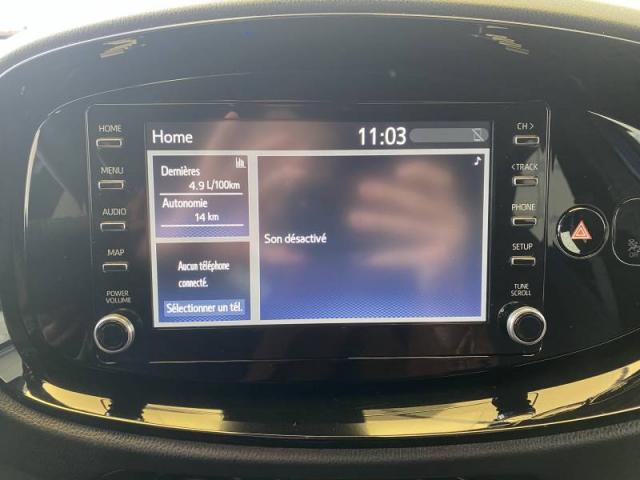 HOME
MENU
AUDIO
MAP
POWER
VOLUME
Home
11:03
Dernières
4.9 L/100km
Autonomie
14 km
Aucun téléphone
connecté.
Sélectionner un tél.
Son désactivé
CH >
< TRACK
PHONE
SETUP
TUNE
SCROLL